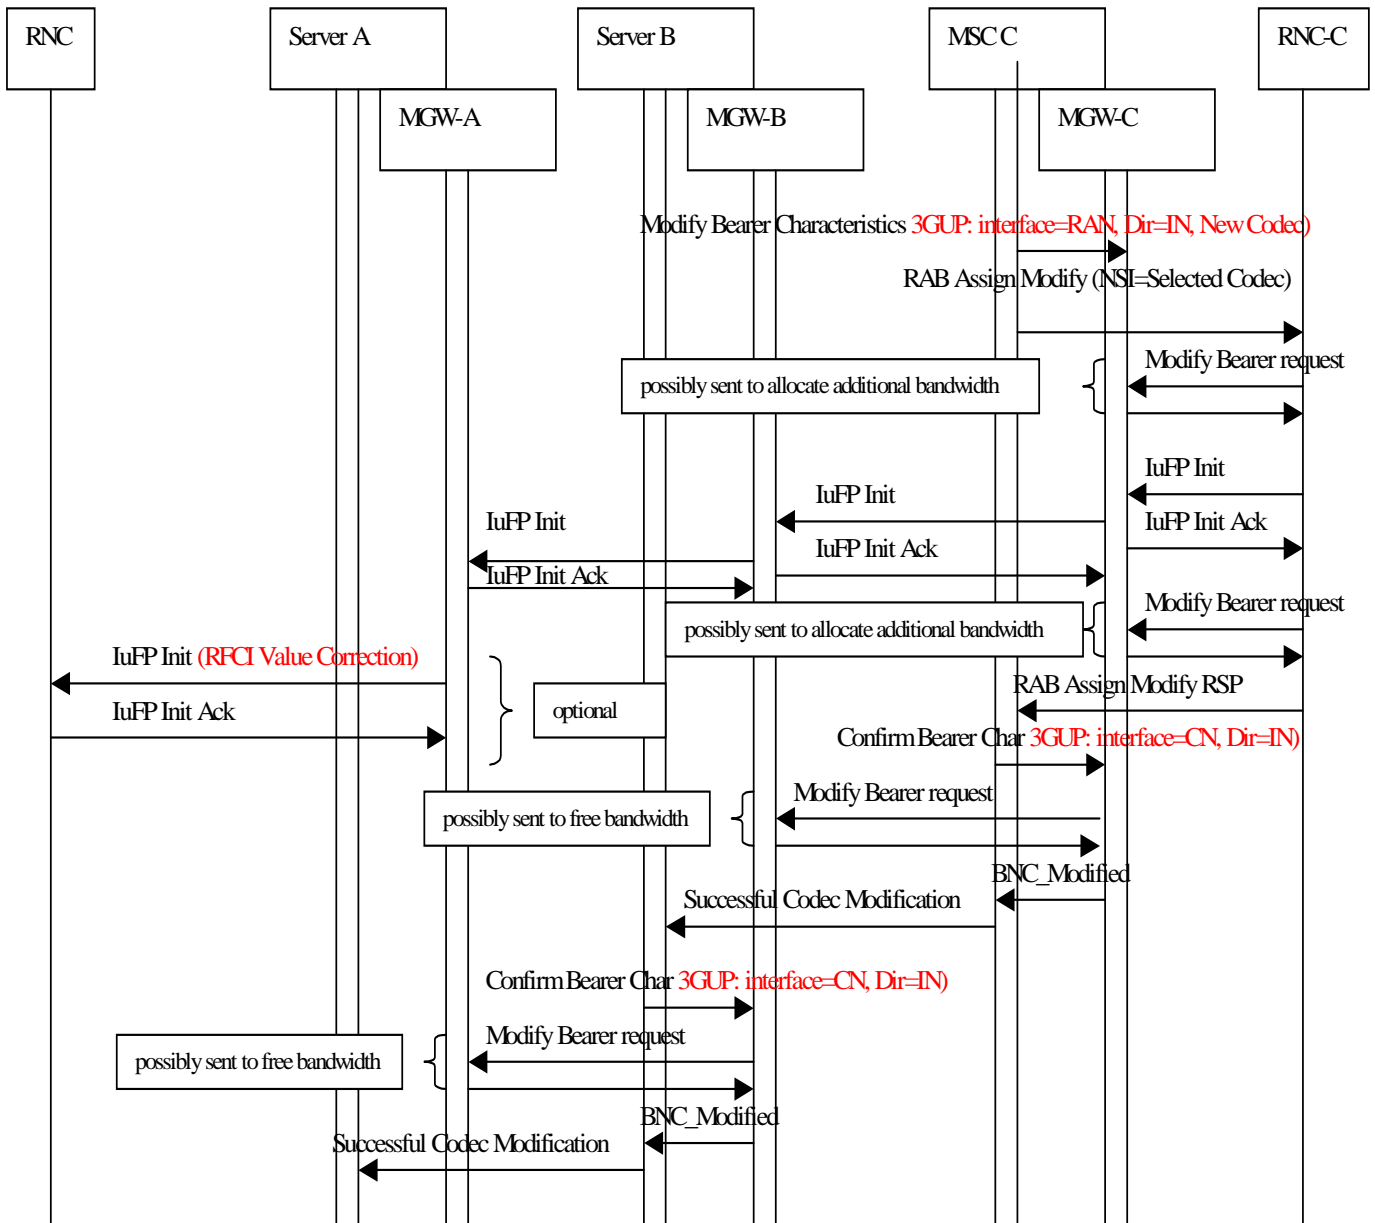 RNC
Server A
Server B
MSC C
RNC-C
MGW-A
MGW-B
MGW-C
Modify Bearer Characteristics 3GUP: interface=RAN, Dir=IN, New Codec)
RAB Assign Modify (NSI=Selected Codec)
Modify Bearer request
possibly sent to allocate additional bandwidth
IuFP Init
IuFP Init
IuFP Init
IuFP Init Ack
IuFP Init Ack
IuFP Init Ack
Modify Bearer request
possibly sent to allocate additional bandwidth
IuFP Init (RFCI Value Correction)
RAB Assign Modify RSP
IuFP Init Ack
optional
Confirm Bearer Char 3GUP: interface=CN, Dir=IN)
Modify Bearer request
possibly sent to free bandwidth
BNC_Modified
Successful Codec Modification
Confirm Bearer Char 3GUP: interface=CN, Dir=IN)
Modify Bearer request
possibly sent to free bandwidth
BNC_Modified
Successful Codec Modification